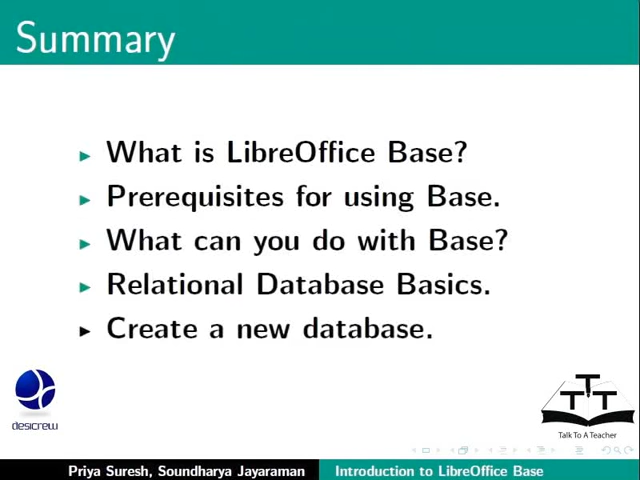 Summary
What is LibreOffice Base?
Prerequisites for using Base.
What can you do with Base?
Relational Database Basics.
Create a new database.
desicrew
T T T
Talk To A Teacher
Priya Suresh, Soundharya Jayaraman Introduction to LibreOffice Base